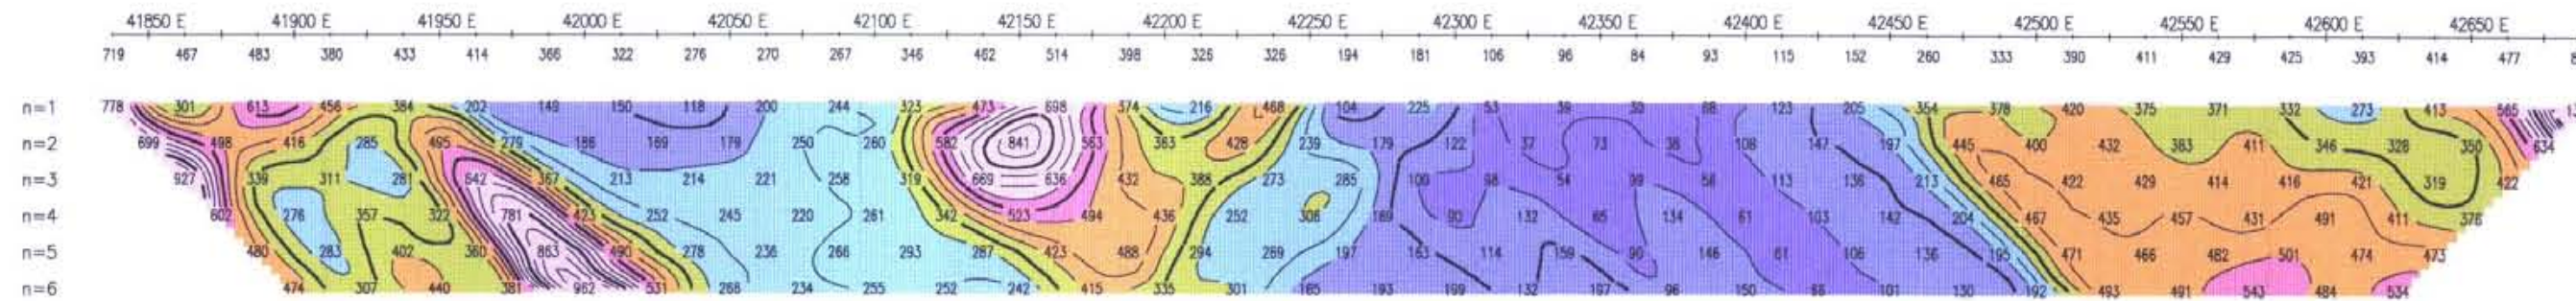 41850 E 41900 E 41950 E 42000 E 42050 E 42100 E 42150 E 42200 E 42250 E 42300 E 42350 E 42400 E 42450 E 42500 E 42550 E 42600 E 42650 E
719 467 483 380 433 414 366 322 276 270 267 346 462 514 398 326 326 194 181 106 96 84 93 115 152 260 333 390 411 429 425 393 414 477
n=1 778 301 613 456 384 202 149 150 118 200 244 323 473 698 374 216 468 104 225 53 39 30 68 123 205 354 378 420 375 371 332 273 413 565
n=2 699 498 416 285 495 279 186 169 179 250 260 582 841 563 363 428 239 179 122 37 73 38 108 147 197 445 400 432 383 411 346 328 350 634
n=3 927 339 311 281 642 367 213 214 221 258 319 669 636 432 388 273 285 100 98 54 99 56 113 136 213 465 422 429 414 416 421 319 422
n=4 602 276 357 322 781 423 252 245 220 261 342 523 494 436 252 306 169 90 132 65 134 61 103 142 204 467 435 457 431 491 411 376
n=5 480 283 402 360 863 490 278 236 266 293 287 423 488 294 269 197 163 114 159 90 146 81 106 136 195 471 466 482 501 474 473
n=6 474 307 440 381 962 531 266 234 255 252 242 415 335 301 165 193 199 132 197 96 150 86 101 130 192 493 491 543 484 534